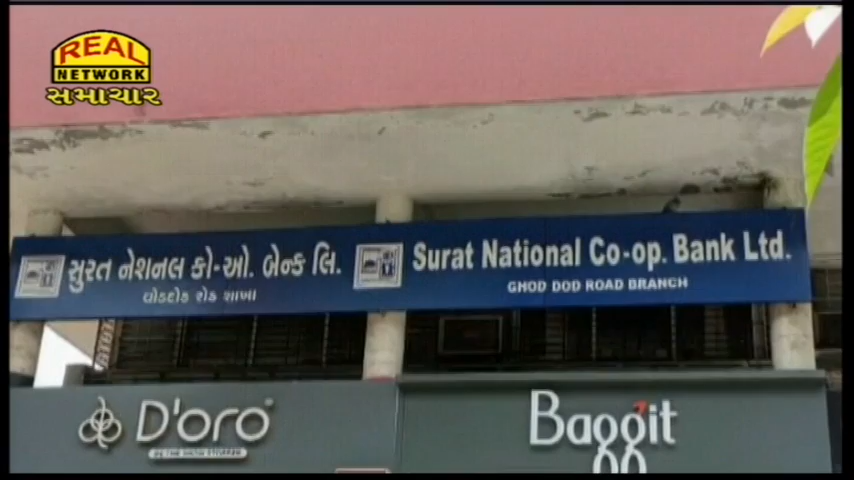 REAL
NETWORK
સમાચાર
સુરત નેશનલ કો-ઓ. બેન્ક લિ.
ઘોડદોડ રોડ શાખા
Surat National Co-op. Bank Ltd.
GHOD DOD ROAD BRANCH
D'oro
Baggit